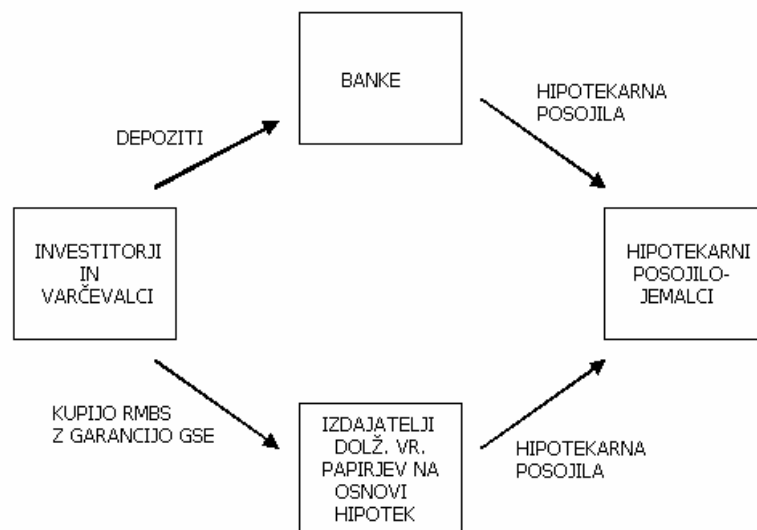 BANKE
HIPOTEKARNA
POSOJILA
DEPOZITI
INVESTITORJI
IN
VARČEVALCI
HIPOTEKARNI
POSOJILO-
JEMALCI
KUPIJO RMBS
Z GARANCIJO GSE
IZDAJATELJI
DOLŽ. VR.
PAPIRJEV NA
OSNOVI
HIPOTEK
HIPOTEKARNA
POSOJILA